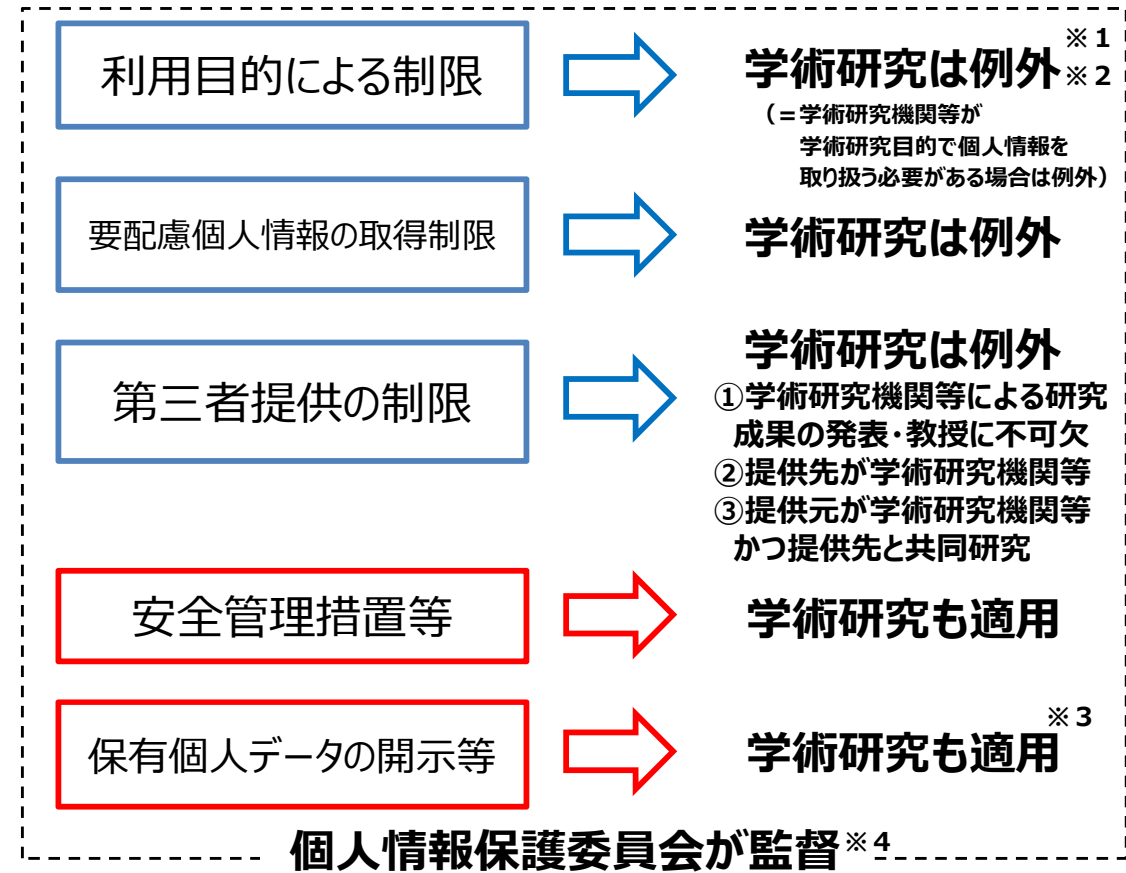 利用目的による制限
学術研究は例外※1
※2
(=学術研究機関等が
学術研究目的で個人情報を
取り扱う必要がある場合は例外)
要配慮個人情報の取得制限
学術研究は例外
第三者提供の制限
学術研究は例外
①学術研究機関等による研究
成果の発表・教授に不可欠
②提供先が学術研究機関等
③提供元が学術研究機関等
かつ提供先と共同研究
安全管理措置等
学術研究も適用
保有個人データの開示等
学術研究も適用※3
個人情報保護委員会が監督※4